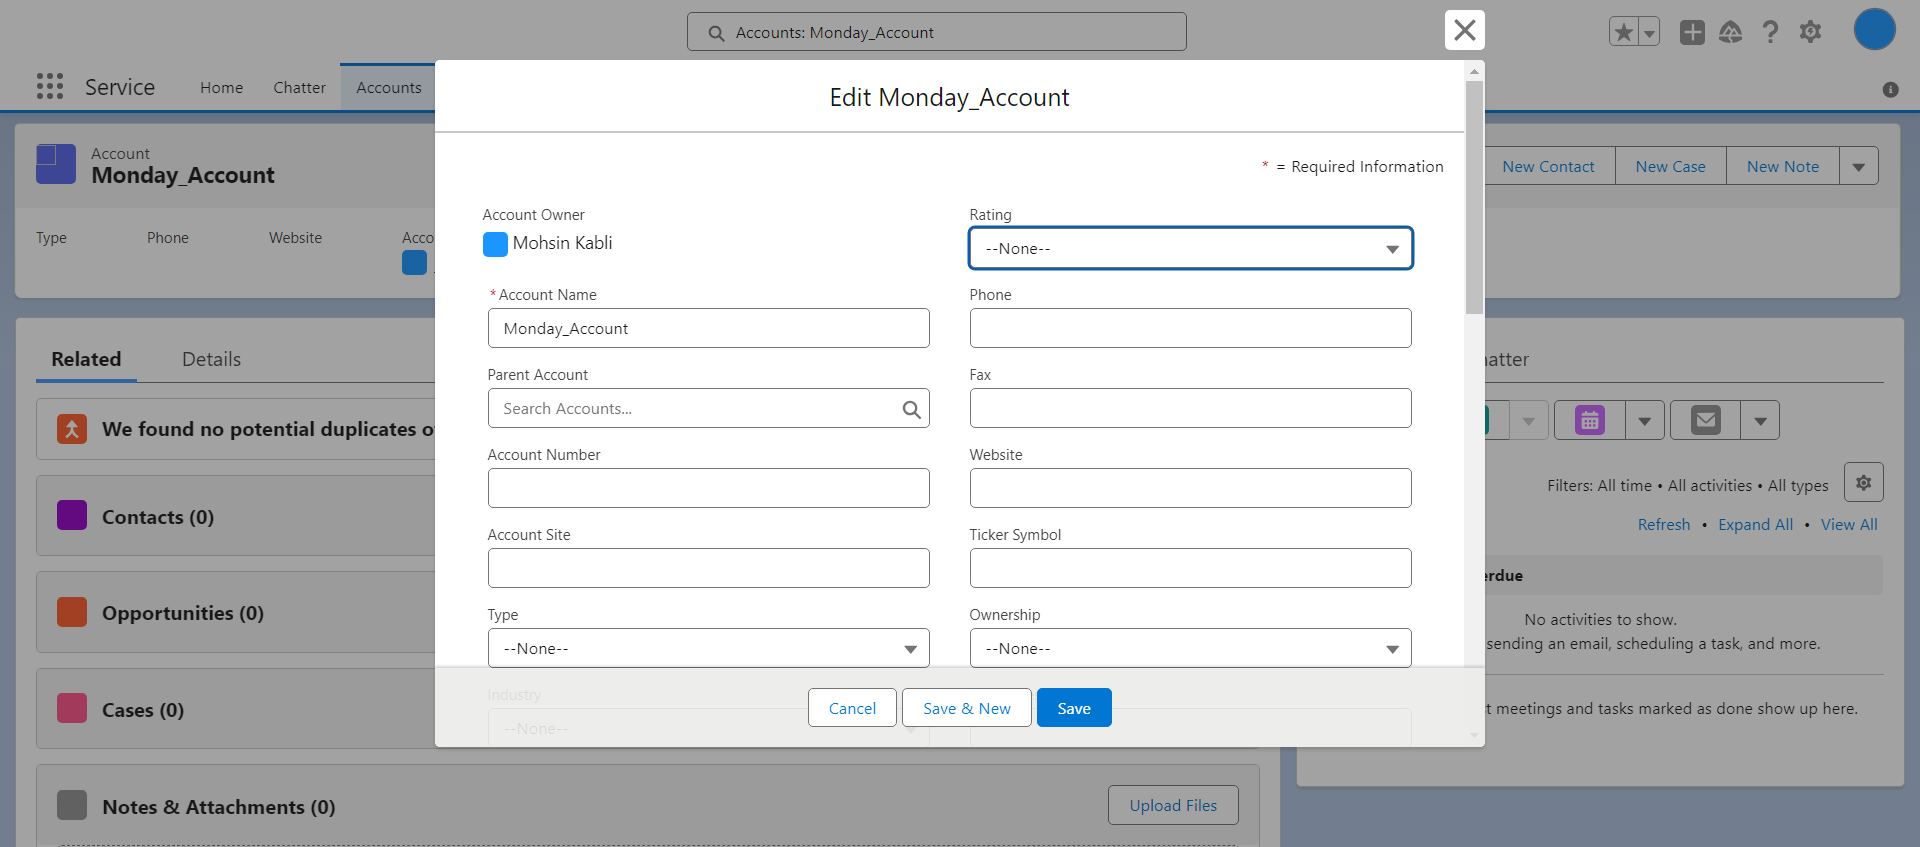 Accounts: Monday_Account
Service
Home
Chatter
Accounts
Edit Monday_Account
* = Required Information
Account
Monday_Account
New Contact
New Case
New Note
Type
Phone
Website
Acco
Account Owner
Mohsin Kabli
Rating
--None--
*Account Name
Monday_Account
Phone
Parent Account
Search Accounts...
Fax
Account Number
Website
Account Site
Ticker Symbol
Type
--None--
Ownership
--None--
Industry
--None--
Cancel
Save & New
Save
Related
Details
We found no potential duplicates o
Contacts (0)
Opportunities (0)
Cases (0)
Notes & Attachments (0)
Upload Files
atter
Filters: All time • All activities • All types
Refresh • Expand All • View All
erdue
No activities to show.
sending an email, scheduling a task, and more.
t meetings and tasks marked as done show up here.